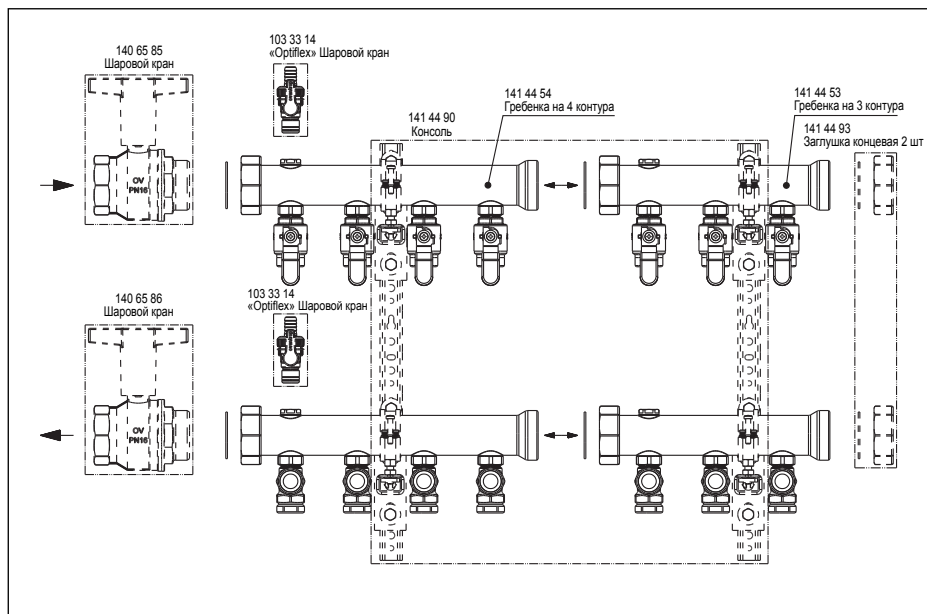 140 65 85
Шаровой кран
103 33 14
«Optiflex» Шаровой кран
141 44 90
Консоль
141 44 54
Гребенка на 4 контура
141 44 53
Гребенка на 3 контура
141 44 93
Заглушка концевая 2 шт
OV
PN16
140 65 86
Шаровой кран
103 33 14
«Optiflex» Шаровой кран
OV
PN16